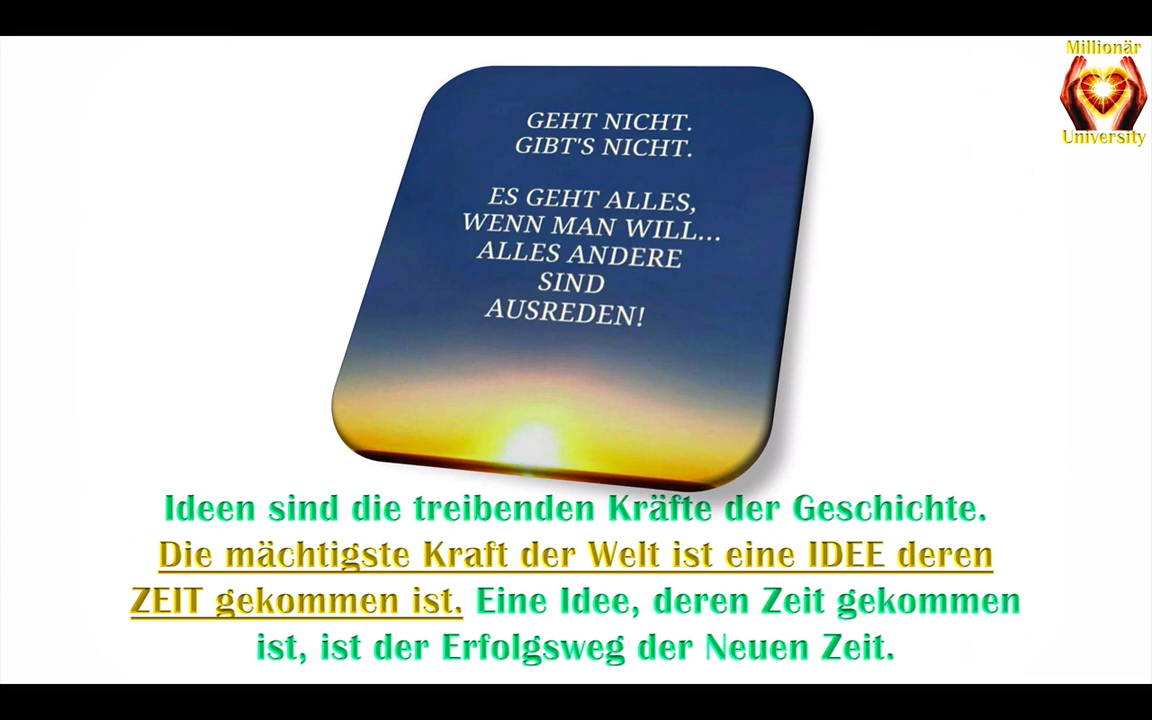 Millionär
University
GEHT NICHT.
GIBT'S NICHT.
ES GEHT ALLES,
WENN MAN WILL...
ALLES ANDERE
SIND
AUSREDEN!
Ideen sind die treibenden Kräfte der Geschichte.
Die mächtigste Kraft der Welt ist eine IDEE deren
ZEIT gekommen ist. Eine Idee, deren Zeit gekommen
ist, ist der Erfolgsweg der Neuen Zeit.